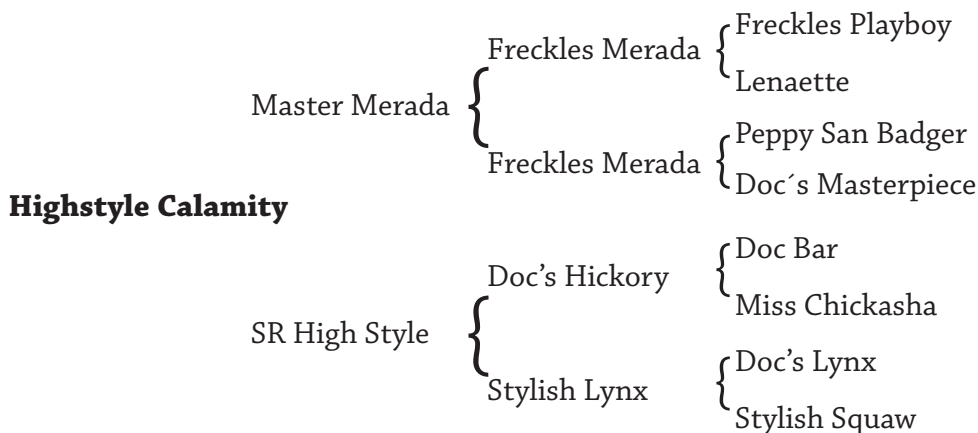 Freckles Playboy
Freckles Merada
Lenaette
Master Merada
Peppy San Badger
Freckles Merada
Doc´s Masterpiece
Highstyle Calamity
Doc Bar
Doc’s Hickory
Miss Chickasha
SR High Style
Doc’s Lynx
Stylish Lynx
Stylish Squaw